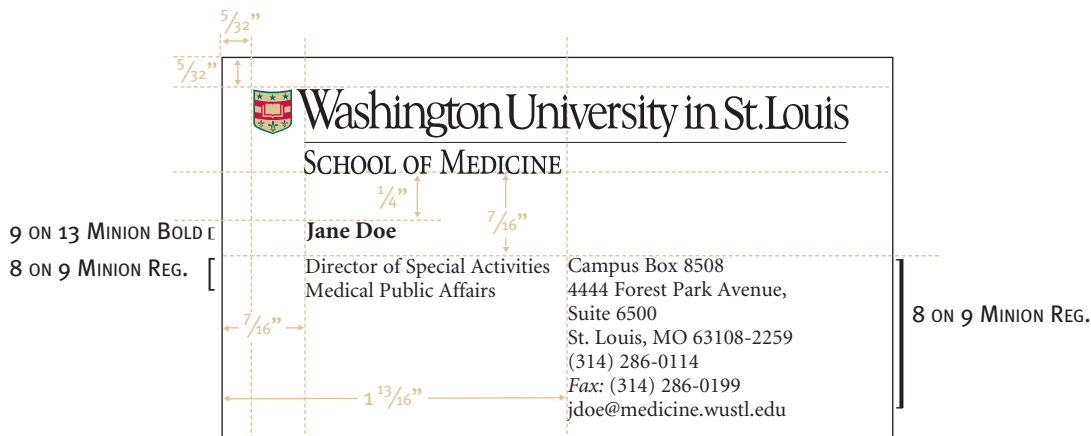 5/32”
5/32”
Washington University in St. Louis
SCHOOL OF MEDICINE
1/4”
7/16”
9 ON 13 MINION BOLD
Jane Doe
8 ON 9 MINION REG.
Director of Special Activities
Medical Public Affairs
Campus Box 8508
4444 Forest Park Avenue,
Suite 6500
St. Louis, MO 63108-2259
(314) 286-0114
Fax: (314) 286-0199
jdoe@medicine.wustl.edu
8 ON 9 MINION REG.
7/16”
1 13/16”